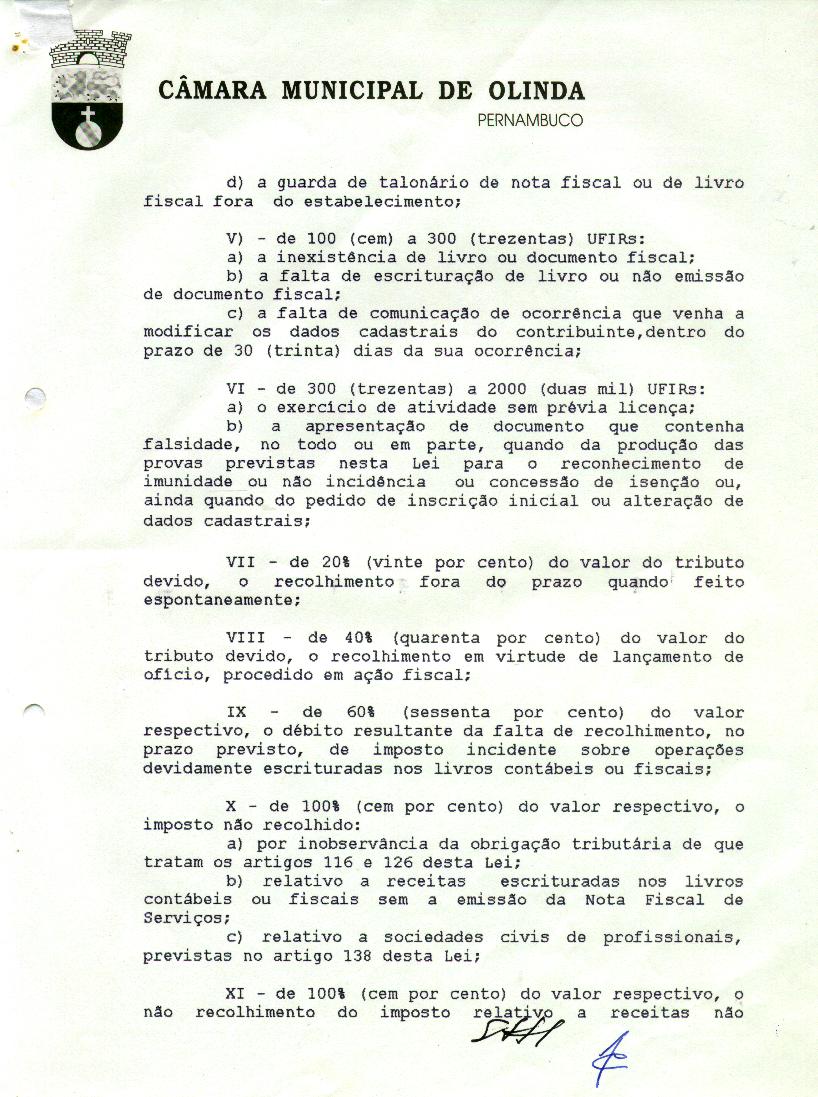 CÂMARA MUNICIPAL DE OLINDA
PERNAMBUCO
d) a guarda de talonário de nota fiscal ou de livro
fiscal fora do estabelecimento;
V) - de 100 (cem) a 300 (trezentas) UFIRs:
a) a inexistência de livro ou documento fiscal;
b) a falta de escrituração de livro ou não emissão
de documento fiscal;
c) a falta de comunicação de ocorrência que venha a
modificar os dados cadastrais do contribuinte,dentro do
prazo de 30 (trinta) dias da sua ocorrência;
VI - de 300 (trezentas) a 2000 (duas mil) UFIRs:
a) o exercício de atividade sem prévia licença;
b) a apresentação de documento que contenha
falsidade, no todo ou em parte, quando da produção das
provas previstas nesta Lei para o reconhecimento de
imunidade ou não incidência ou concessão de isenção ou,
ainda quando do pedido de inscrição inicial ou alteração de
dados cadastrais;
VII - de 20% (vinte por cento) do valor do tributo
devido, o recolhimento fora do prazo quando feito
espontaneamente;
VIII - de 40% (quarenta por cento) do valor do
tributo devido, o recolhimento em virtude de lançamento de
ofício, procedido em ação fiscal;
IX - de 60% (sessenta por cento) do valor
respectivo, o débito resultante da falta de recolhimento, no
prazo previsto, de imposto incidente sobre operações
devidamente escrituradas nos livros contábeis ou fiscais;
X - de 100% (cem por cento) do valor respectivo, o
imposto não recolhido:
a) por inobservância da obrigação tributária de que
tratam os artigos 116 e 126 desta Lei;
b) relativo a receitas escrituradas nos livros
contábeis ou fiscais sem a emissão da Nota Fiscal de
Serviços;
c) relativo a sociedades civis de profissionais,
previstas no artigo 138 desta Lei;
XI - de 100% (cem por cento) do valor respectivo, o
não recolhimento do imposto relativo a receitas não